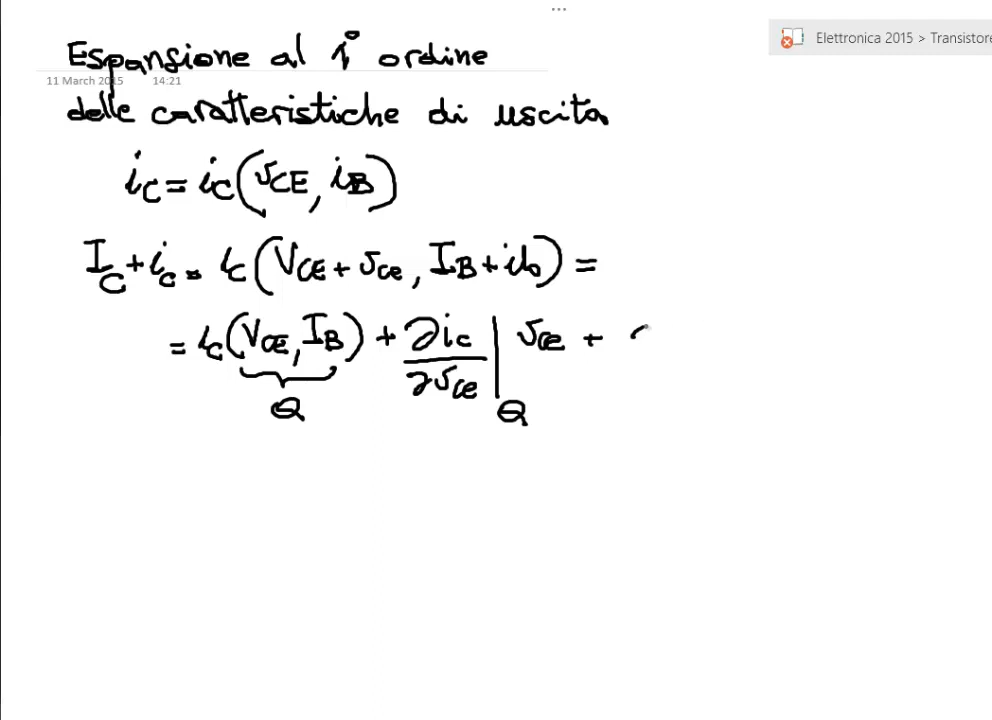 Elettronica 2015 > Transistore
Espansione al 1° ordine
11 March 2015 14:21
delle caratteristiche di uscita
i_C = i_C(v_CE, i_B)
I_C + i_c = i_C(V_CE + v_ce, I_B + i_b) =
= i_C(V_CE, I_B) + ∂i_C/∂v_ce |_Q v_ce +
Q